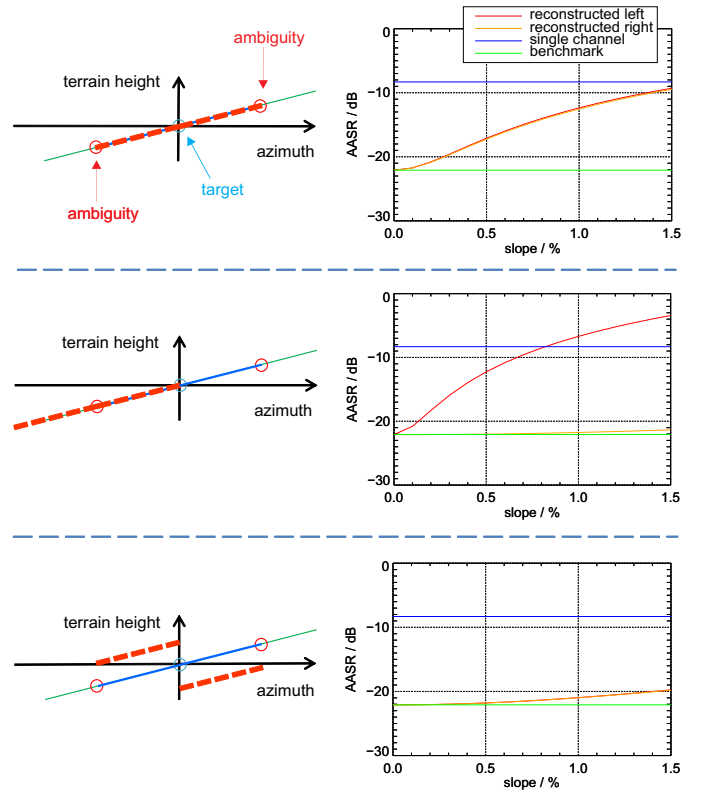 ambiguity
terrain height
azimuth
target
ambiguity
reconstructed left
reconstructed right
single channel
benchmark
AASR / dB
0
−10
−20
−30
0.0 0.5 1.0 1.5
slope / %
terrain height
azimuth
AASR / dB
0
−10
−20
−30
0.0 0.5 1.0 1.5
slope / %
terrain height
azimuth
AASR / dB
0
−10
−20
−30
0.0 0.5 1.0 1.5
slope / %